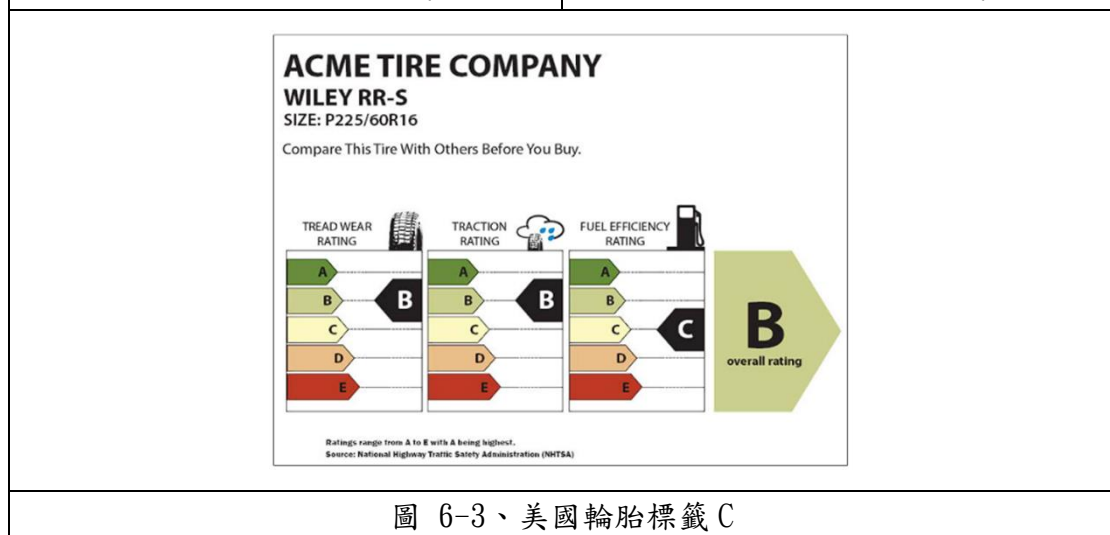 ACME TIRE COMPANY
WILEY RR-S
SIZE: P225/60R16
Compare This Tire With Others Before You Buy.
TREAD WEAR
RATING
A
B
C
D
E
B
TRACTION
RATING
A
B
C
D
E
B
FUEL EFFICIENCY
RATING
A
B
C
D
E
C
B
overall rating
Ratings range from A to E with A being highest.
Source: National Highway Traffic Safety Administration (NHTSA)
圖 6-3、美國輪胎標籤 C